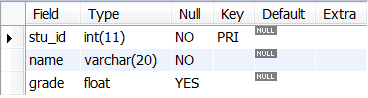 Field Type Null Key Default Extra
stu_id int(11) NO PRI NULL
name varchar(20) NO NULL
grade float YES NULL